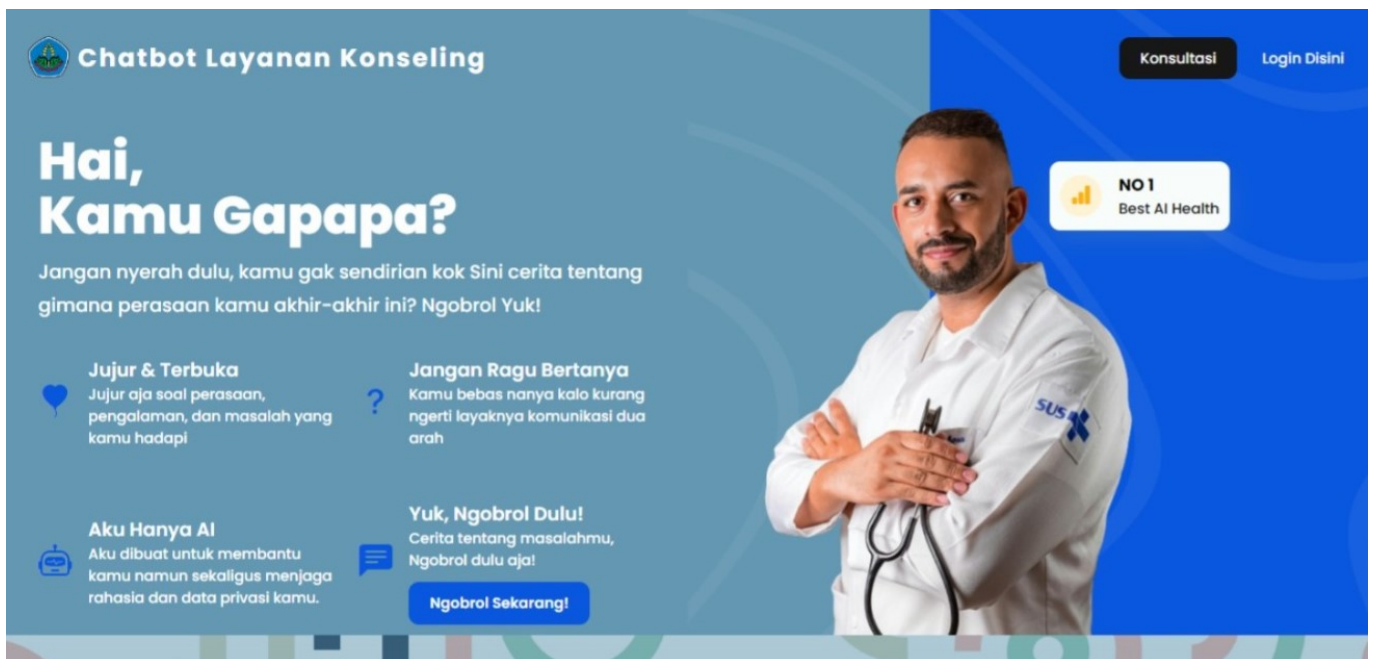 Chatbot Layanan Konseling
Konsultasi
Login Disini
Hai,
Kamu Gapapa?
Jangan nyerah dulu, kamu gak sendirian kok Sini cerita tentang
gimana perasaan kamu akhir-akhir ini? Ngobrol Yuk!
NO 1
Best AI Health
Jujur & Terbuka
Jujur aja soal perasaan,
pengalaman, dan masalah yang
kamu hadapi
?
Jangan Ragu Bertanya
Kamu bebas nanya kalo kurang
ngerti layaknya komunikasi dua
arah
Aku Hanya AI
Aku dibuat untuk membantu
kamu namun sekaligus menjaga
rahasia dan data privasi kamu.
Yuk, Ngobrol Dulu!
Cerita tentang masalahmu,
Ngobrol dulu aja!
Ngobrol Sekarang!
SUS